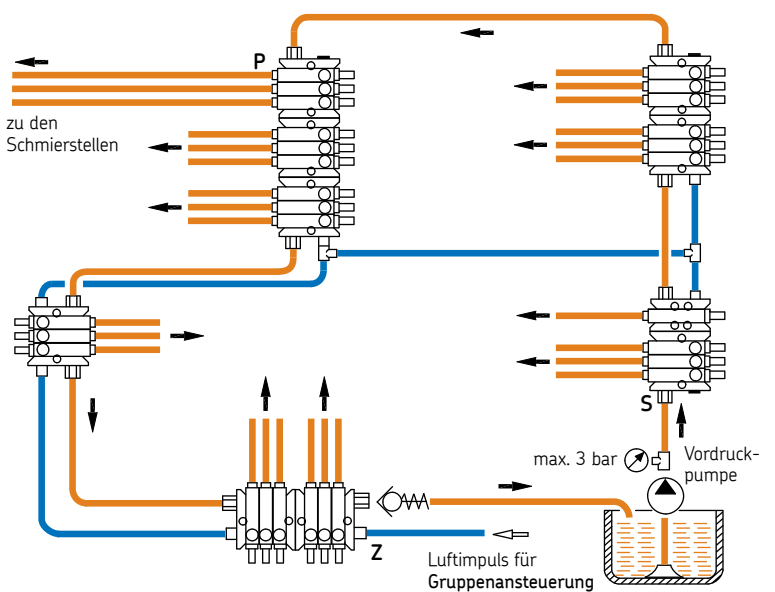 P
zu den
Schmierstellen
S
max. 3 bar
Vordruck-
pumpe
Z
Luftimpuls für
Gruppenansteuerung